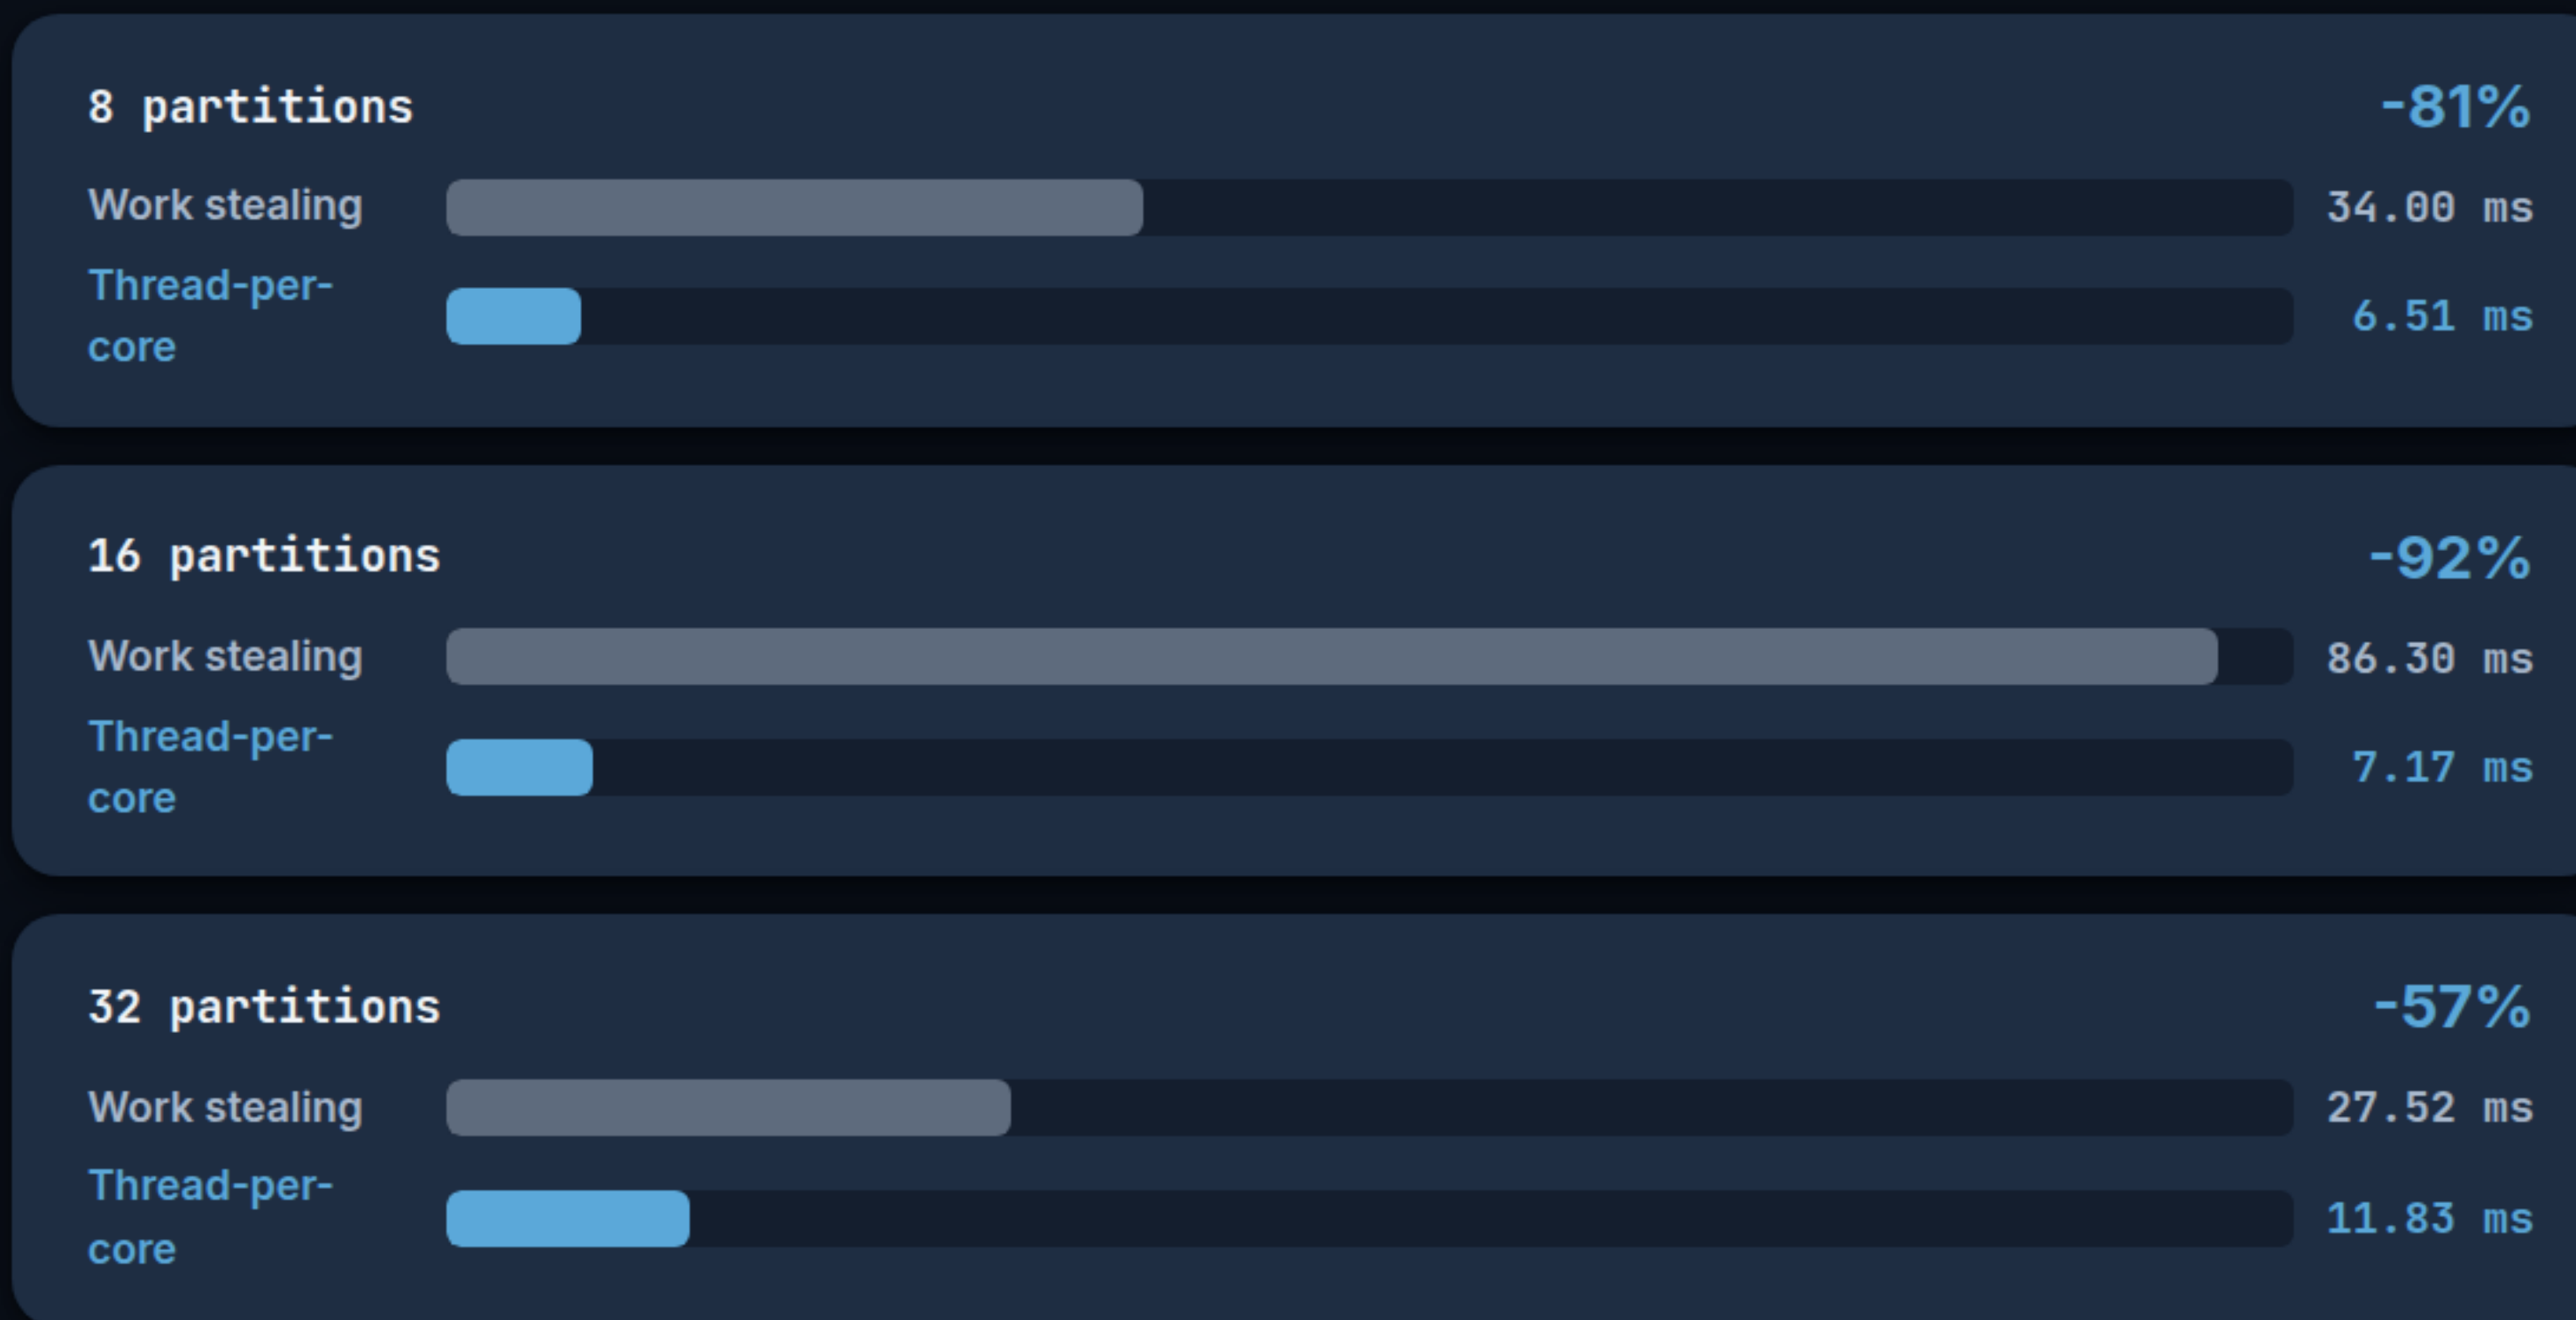 8 partitions
-81%
Work stealing
34.00 ms
Thread-per-
core
6.51 ms
16 partitions
-92%
Work stealing
86.30 ms
Thread-per-
core
7.17 ms
32 partitions
-57%
Work stealing
27.52 ms
Thread-per-
core
11.83 ms